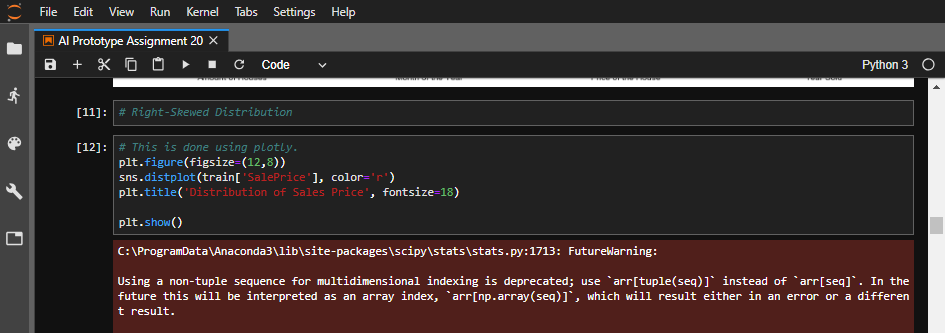 File Edit View Run Kernel Tabs Settings Help
AI Prototype Assignment 20
Code
Python 3
[11]: # Right-Skewed Distribution
[12]: # This is done using plotly.
plt.figure(figsize=(12,8))
sns.distplot(train['SalePrice'], color='r')
plt.title('Distribution of Sales Price', fontsize=18)
plt.show()
C:\ProgramData\Anaconda3\lib\site-packages\scipy\stats\stats.py:1713: FutureWarning:
Using a non-tuple sequence for multidimensional indexing is deprecated; use `arr[tuple(seq)]` instead of `arr[seq]`. In the
future this will be interpreted as an array index, `arr[np.array(seq)]`, which will result either in an error or a differen
t result.